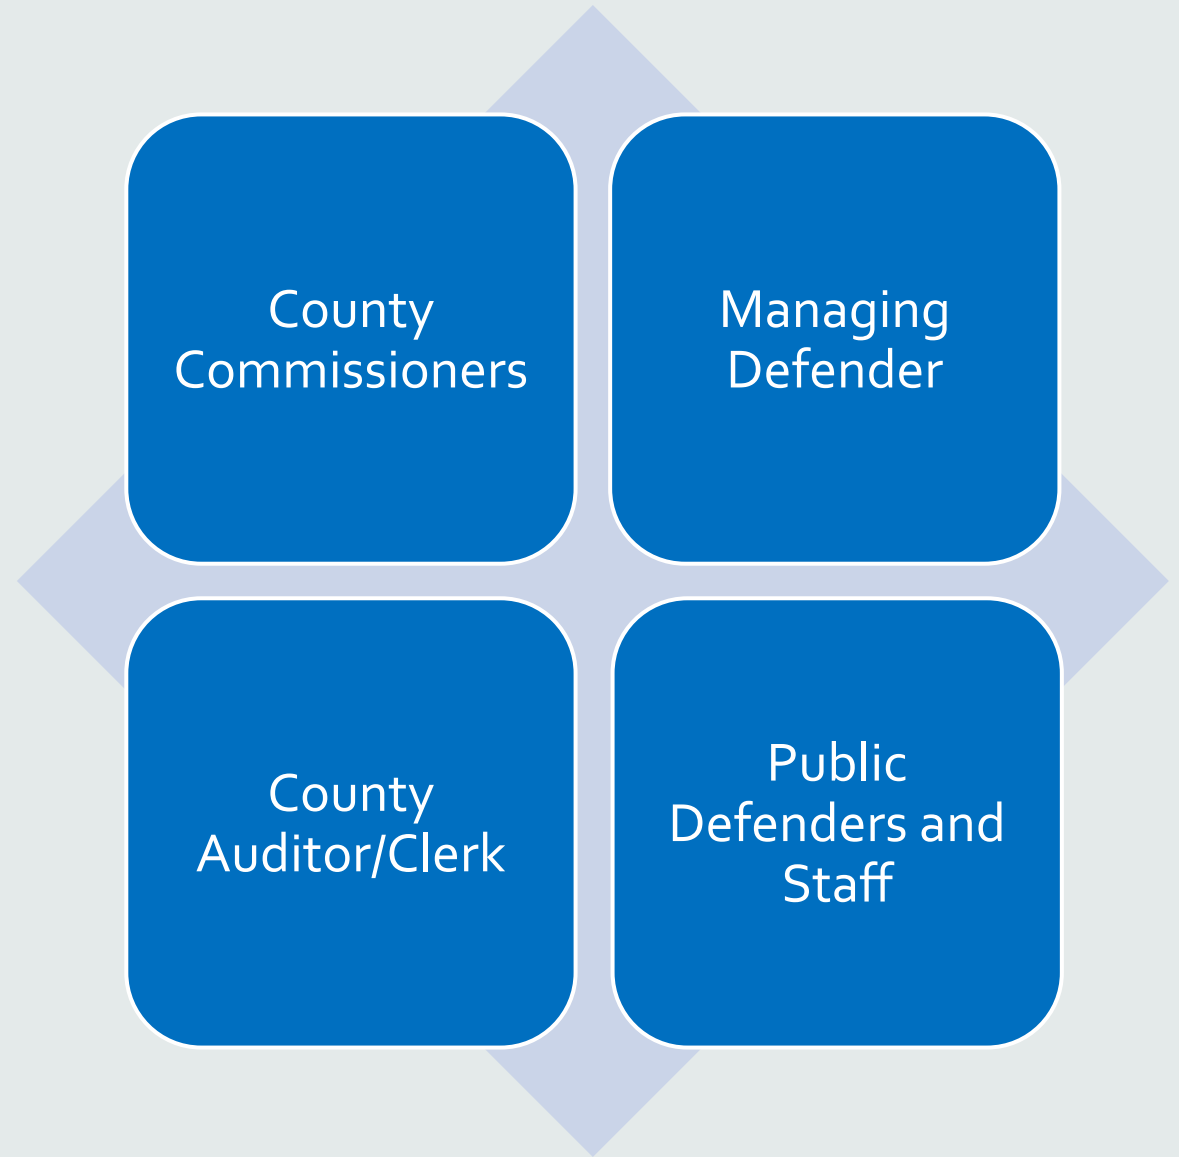 County
Commissioners
Managing
Defender
County
Auditor/Clerk
Public
Defenders and
Staff